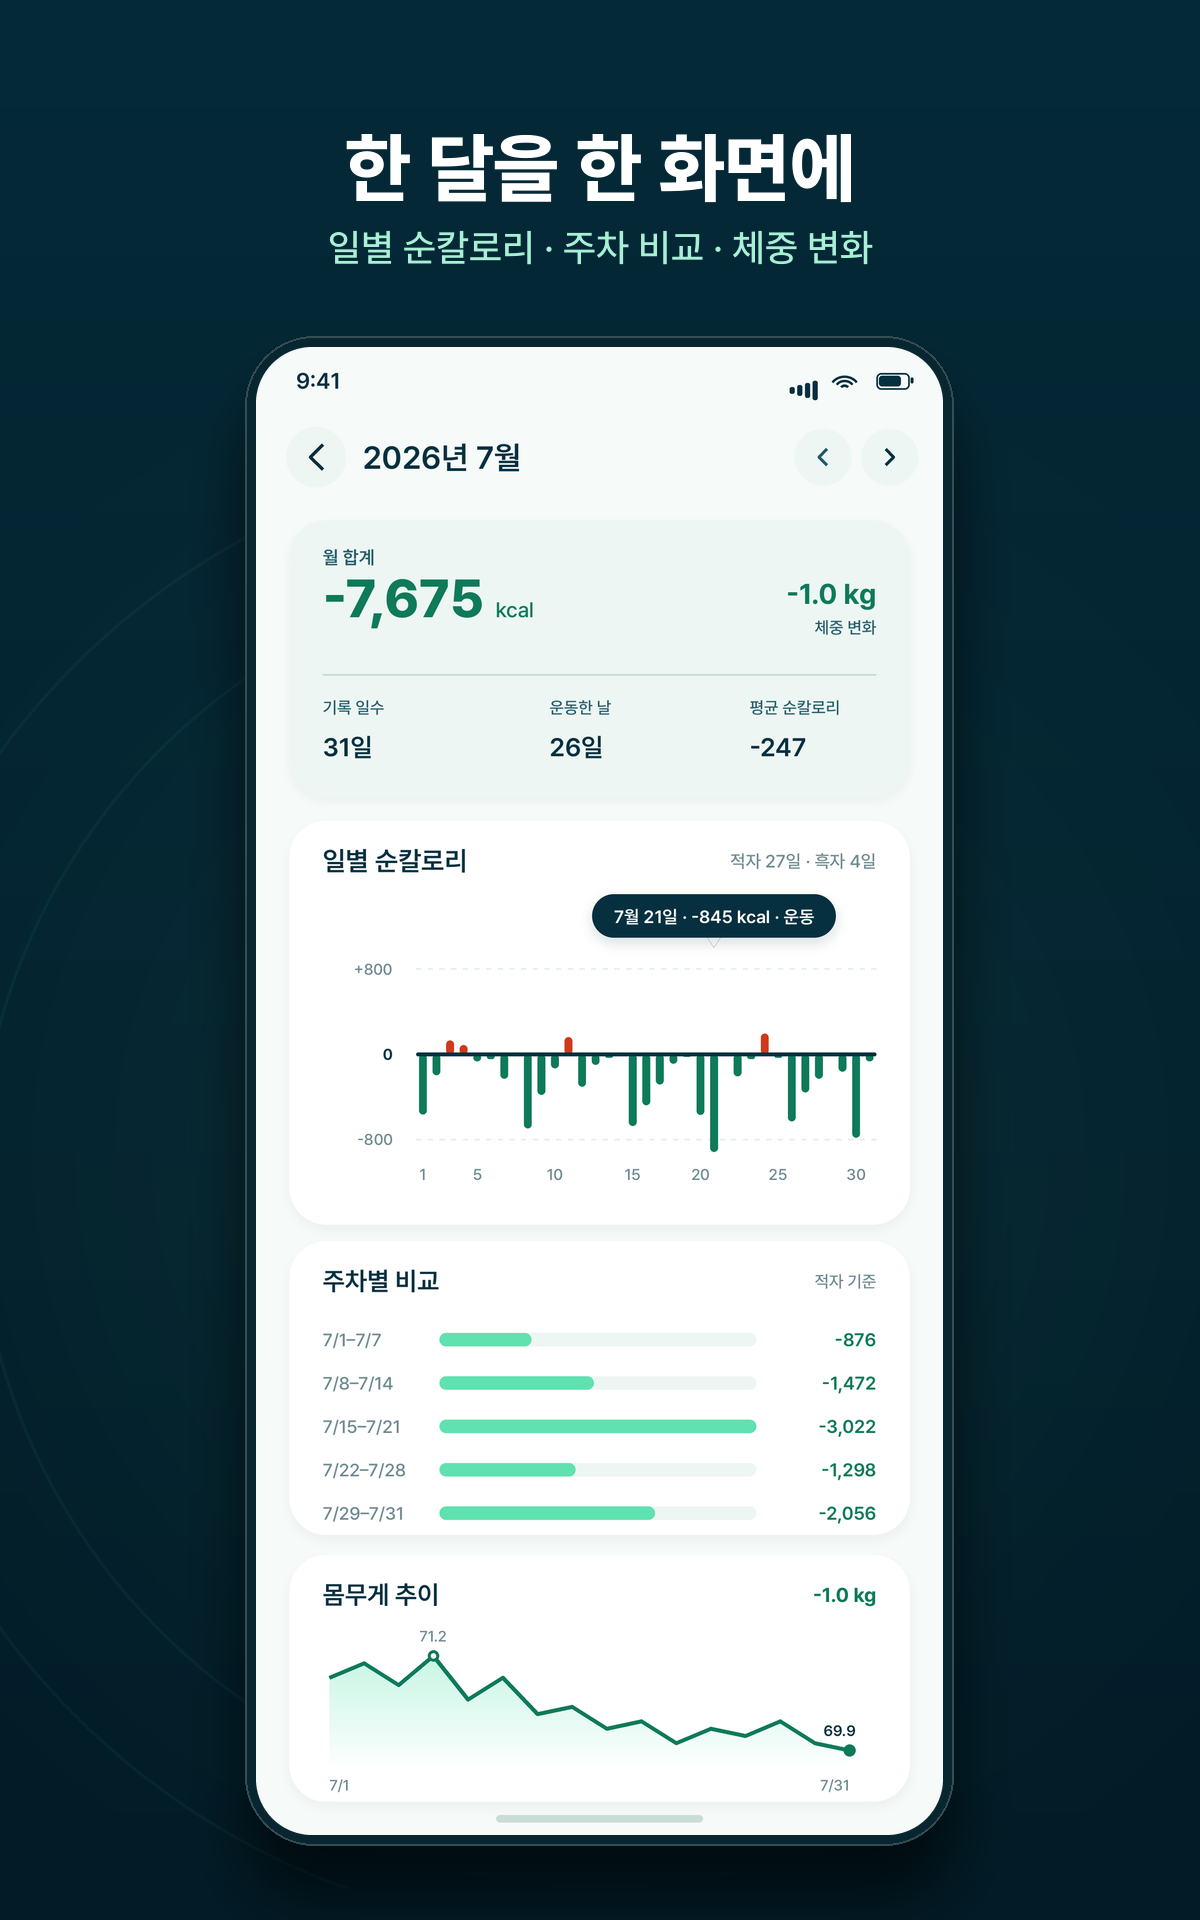 한 달을 한 화면에
일별 순칼로리 · 주차 비교 · 체중 변화
9:41
2026년 7월
월 합계
-7,675 kcal
-1.0 kg
체중 변화
기록 일수 운동한 날 평균 순칼로리
31일 26일 -247
일별 순칼로리 적자 27일 · 흑자 4일
7월 21일 · -845 kcal · 운동
+800
0
-800
1 5 10 15 20 25 30
주차별 비교 적자 기준
7/1–7/7 -876
7/8–7/14 -1,472
7/15–7/21 -3,022
7/22–7/28 -1,298
7/29–7/31 -2,056
몸무게 추이 -1.0 kg
71.2
69.9
7/1 7/31